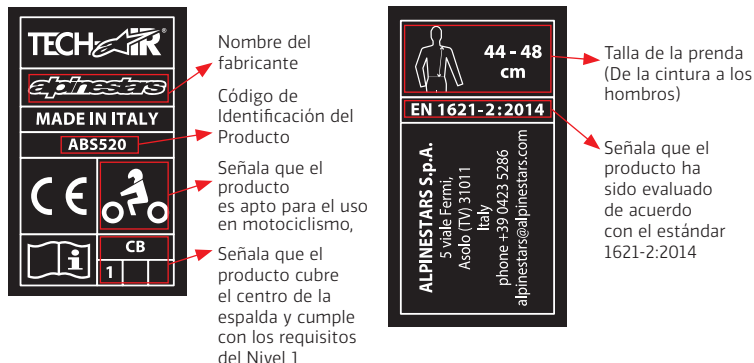 TECH-AIR
alpinestars
MADE IN ITALY
ABS520
CE
i
CB
1
Nombre del
fabricante
Código de
Identificación del
Producto
Señala que el
producto
es apto para el uso
en motociclismo,
Señala que el
producto cubre
el centro de la
espalda y cumple
con los requisitos
del Nivel 1
44 - 48
cm
EN 1621-2:2014
ALPINESTARS S.p.A.
5 viale Fermi,
Asolo (TV) 31011
Italy
phone +39 0423 5286
alpinestars@alpinestars.com
Talla de la prenda
(De la cintura a los
hombros)
Señala que el
producto ha
sido evaluado
de acuerdo
con el estándar
1621-2:2014